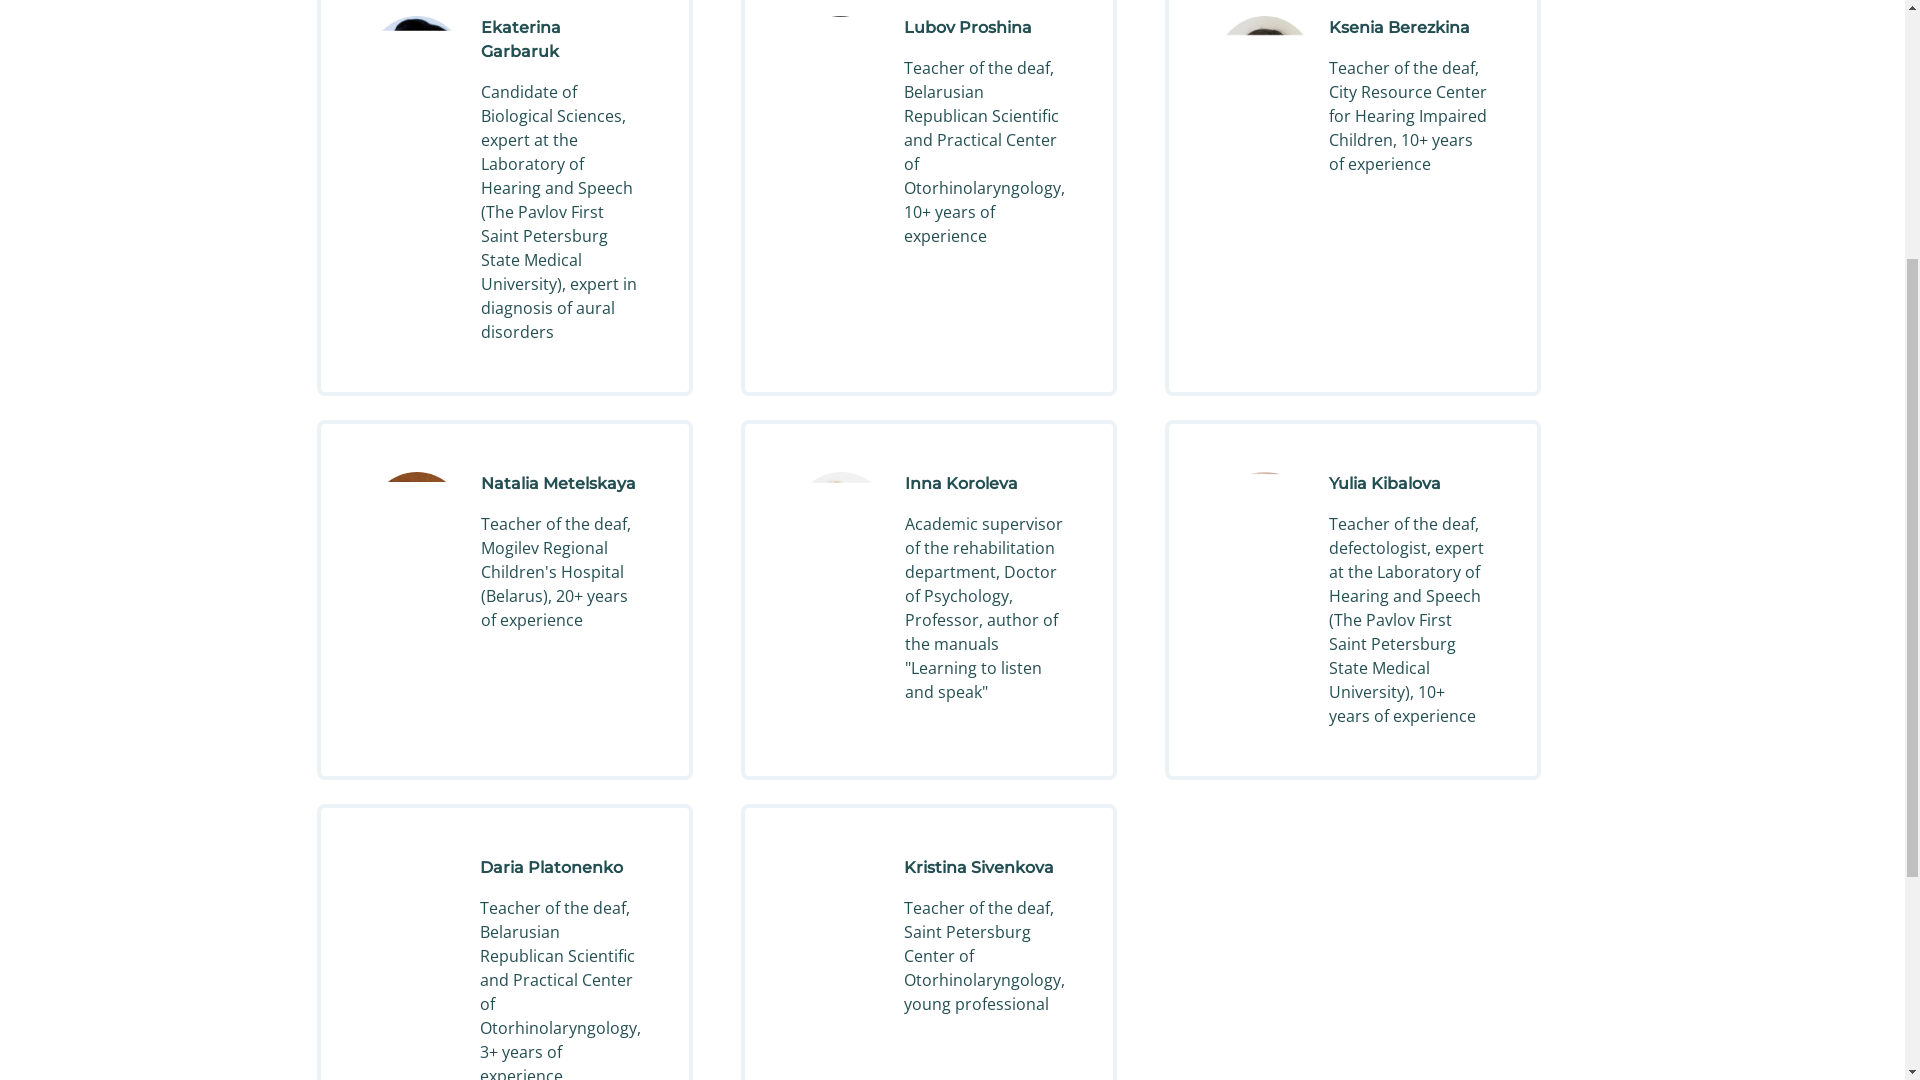 Ekaterina
Garbaruk
Candidate of
Biological Sciences,
expert at the
Laboratory of
Hearing and Speech
(The Pavlov First
Saint Petersburg
State Medical
University), expert in
diagnosis of aural
disorders
Lubov Proshina
Teacher of the deaf,
Belarusian
Republican Scientific
and Practical Center
of
Otorhinolaryngology,
10+ years of
experience
Ksenia Berezkina
Teacher of the deaf,
City Resource Center
for Hearing Impaired
Children, 10+ years
of experience
Natalia Metelskaya
Teacher of the deaf,
Mogilev Regional
Children's Hospital
(Belarus), 20+ years
of experience
Inna Koroleva
Academic supervisor
of the rehabilitation
department, Doctor
of Psychology,
Professor, author of
the manuals
"Learning to listen
and speak"
Yulia Kibalova
Teacher of the deaf,
defectologist, expert
at the Laboratory of
Hearing and Speech
(The Pavlov First
Saint Petersburg
State Medical
University), 10+
years of experience
Daria Platonenko
Teacher of the deaf,
Belarusian
Republican Scientific
and Practical Center
of
Otorhinolaryngology,
3+ years of
experience
Kristina Sivenkova
Teacher of the deaf,
Saint Petersburg
Center of
Otorhinolaryngology,
young professional